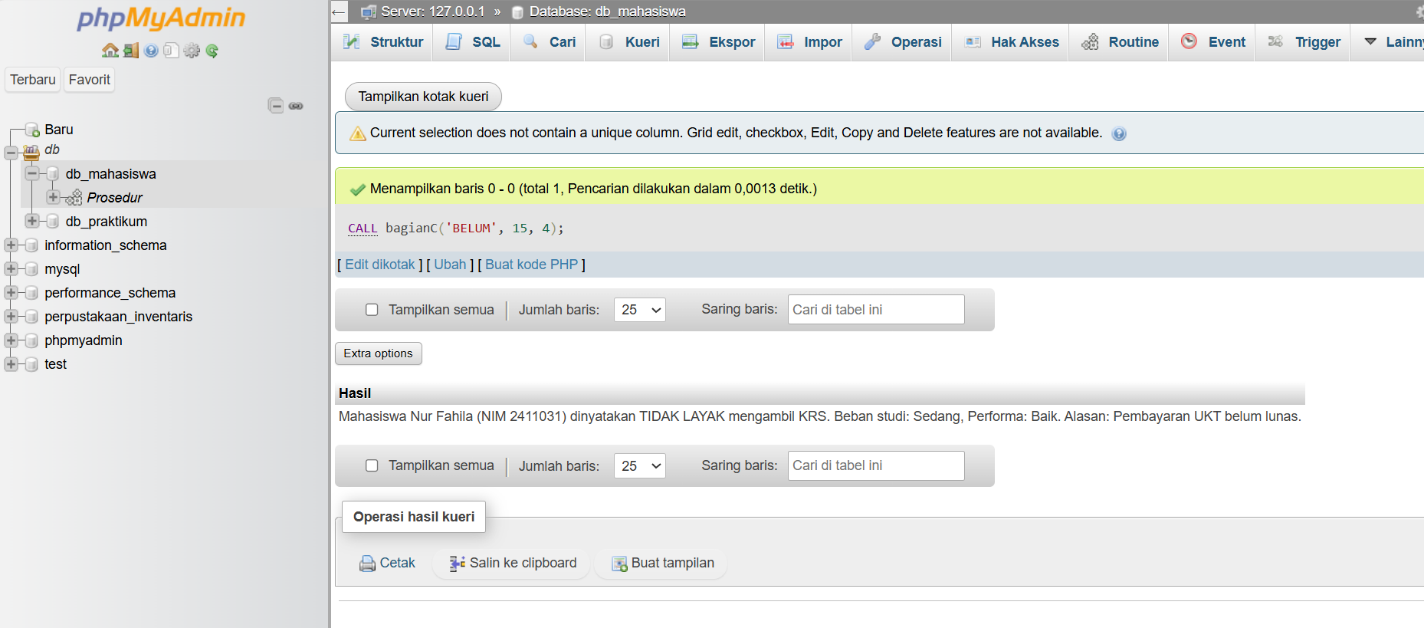 phpMyAdmin
Terbaru Favorit
Baru
db
db_mahasiswa
Prosedur
db_praktikum
information_schema
mysql
performance_schema
perpustakaan_inventaris
phpmyadmin
test
← Server: 127.0.0.1 » Database: db_mahasiswa
Struktur SQL Cari Kueri Ekspor Impor Operasi Hak Akses Routine Event Trigger Lainny
Tampilkan kotak kueri
Current selection does not contain a unique column. Grid edit, checkbox, Edit, Copy and Delete features are not available.
Menampilkan baris 0 - 0 (total 1, Pencarian dilakukan dalam 0,0013 detik.)
CALL bagianC('BELUM', 15, 4);
[ Edit dikotak ] [ Ubah ] [ Buat kode PHP ]
Tampilkan semua | Jumlah baris: 25 Saring baris: Cari di tabel ini
Extra options
Hasil
Mahasiswa Nur Fahila (NIM 2411031) dinyatakan TIDAK LAYAK mengambil KRS. Beban studi: Sedang, Performa: Baik. Alasan: Pembayaran UKT belum lunas.
Tampilkan semua | Jumlah baris: 25 Saring baris: Cari di tabel ini
Operasi hasil kueri
Cetak Salin ke clipboard Buat tampilan